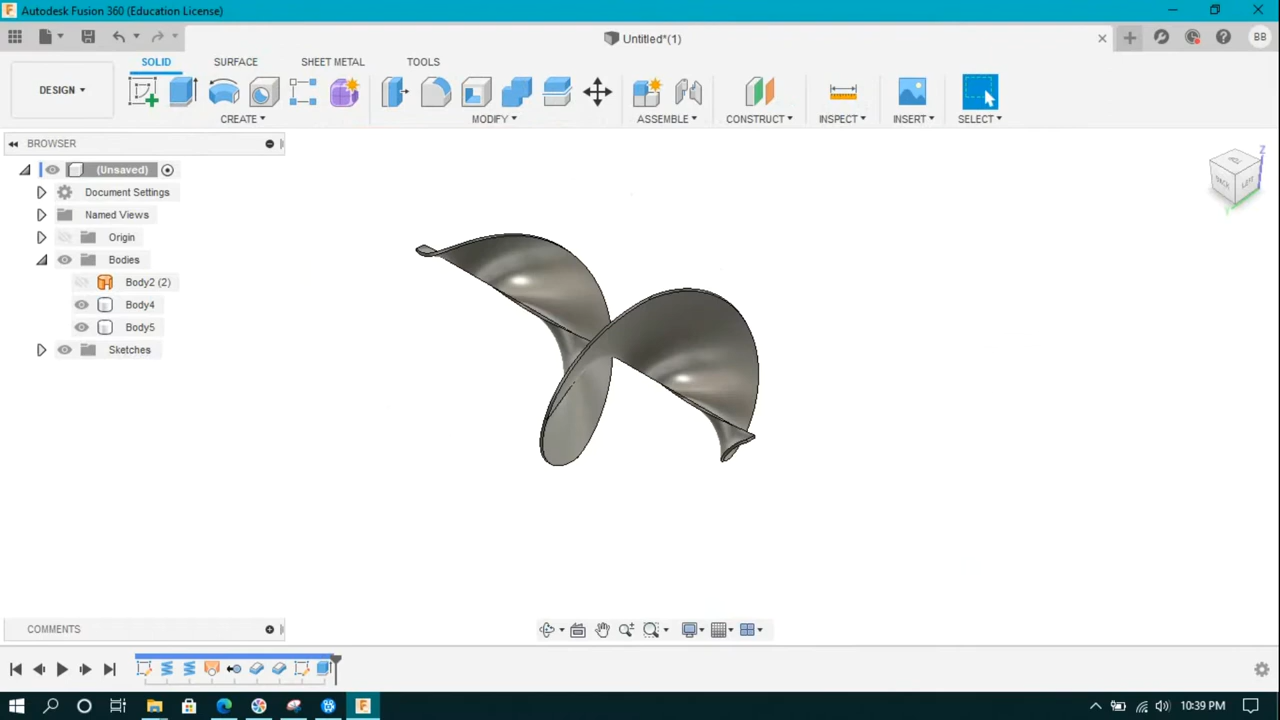 Autodesk Fusion 360 (Education License)
Untitled*(1)
BB
SOLID SURFACE SHEET METAL TOOLS
DESIGN
CREATE MODIFY ASSEMBLE CONSTRUCT INSPECT INSERT SELECT
BROWSER
(Unsaved)
Document Settings
Named Views
Origin
Bodies
Body2 (2)
Body4
Body5
Sketches
Z
BACK LEFT
COMMENTS
10:39 PM